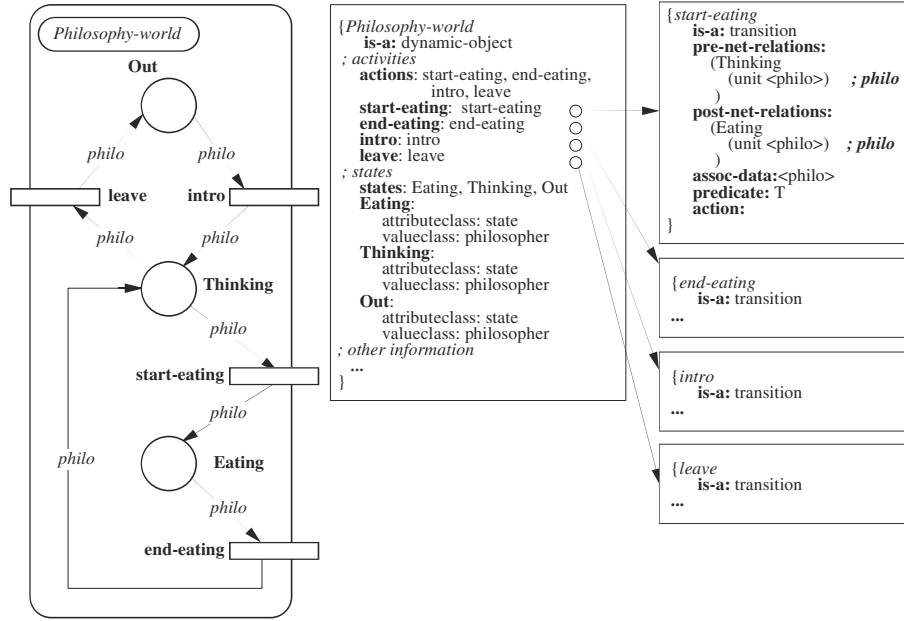 Philosophy-world
Out
philo
philo
leave
intro
philo
philo
Thinking
philo
start-eating
philo
Eating
philo
philo
end-eating
{Philosophy-world
is-a: dynamic-object
; activities
actions: start-eating, end-eating,
intro, leave
start-eating: start-eating
end-eating: end-eating
intro: intro
leave: leave
; states
states: Eating, Thinking, Out
Eating:
attributeclass: state
valueclass: philosopher
Thinking:
attributeclass: state
valueclass: philosopher
Out:
attributeclass: state
valueclass: philosopher
; other information
...
}
{start-eating
is-a: transition
pre-net-relations:
(Thinking
(unit <philo>) ; philo
)
post-net-relations:
(Eating
(unit <philo>) ; philo
)
assoc-data:<philo>
predicate: T
action:
}
{end-eating
is-a: transition
...
{intro
is-a: transition
...
{leave
is-a: transition
...